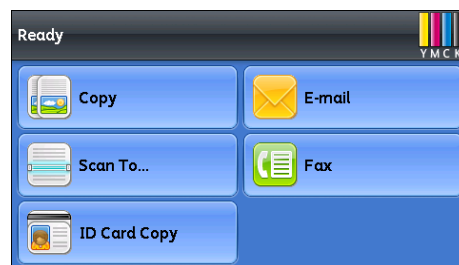 Ready
Y M C K
Copy
E-mail
Scan To...
Fax
ID Card Copy